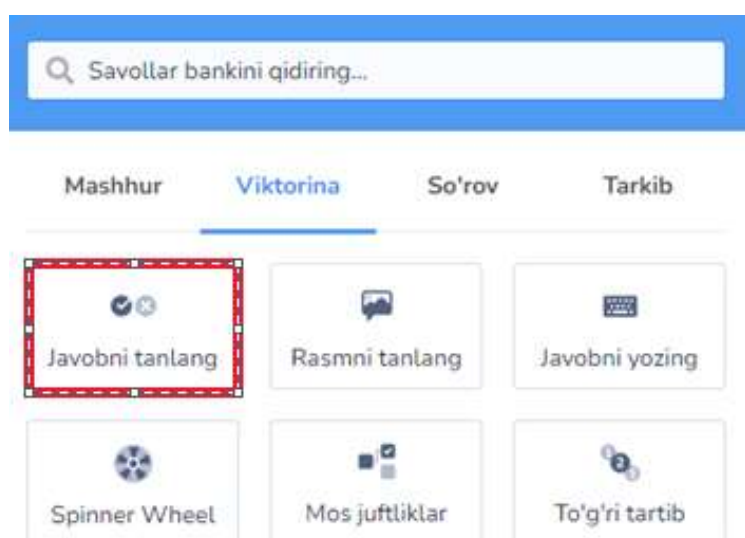 Savollar bankini qidiring...
Mashhur Viktorina So'rov Tarkib
Javobni tanlang Rasmni tanlang Javobni yozing
Spinner Wheel Mos juftliklar To'g'ri tartib